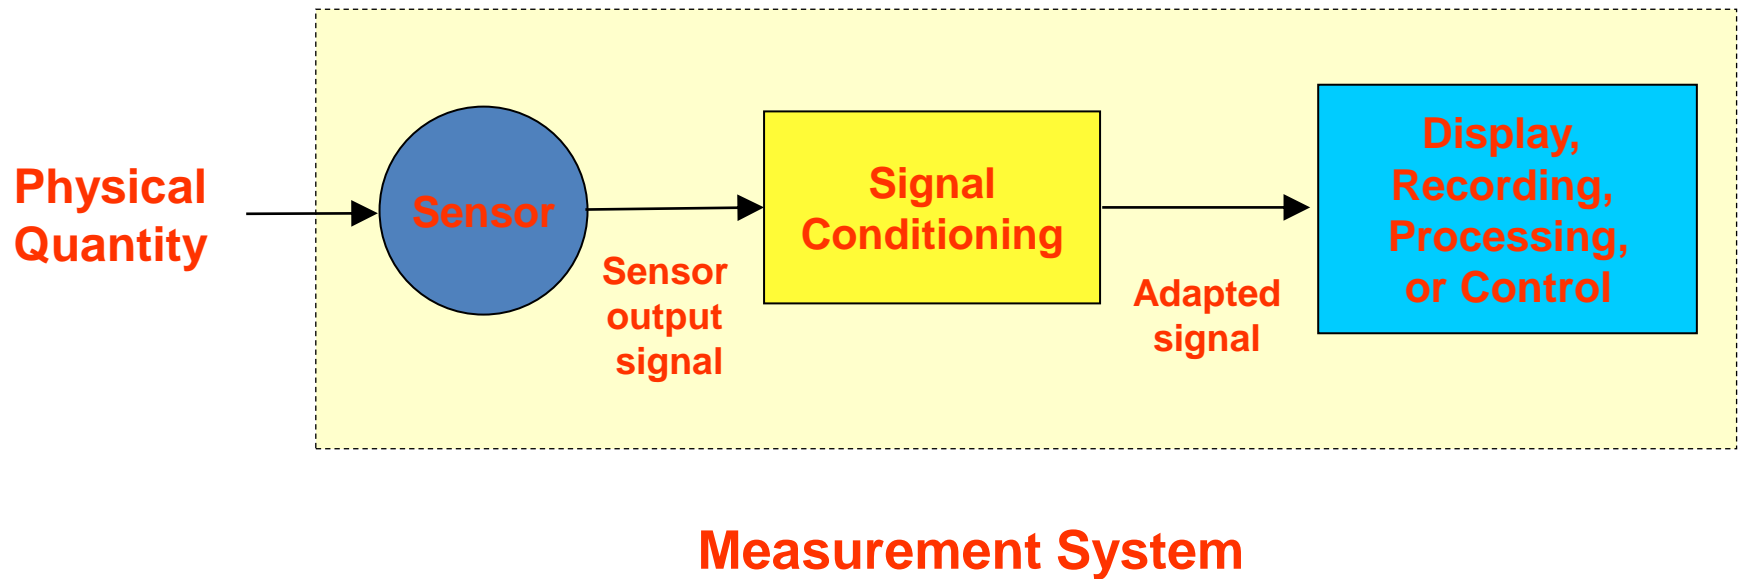 Physical
Quantity
Sensor
Sensor
output
signal
Signal
Conditioning
Adapted
signal
Display,
Recording,
Processing,
or Control
Measurement System